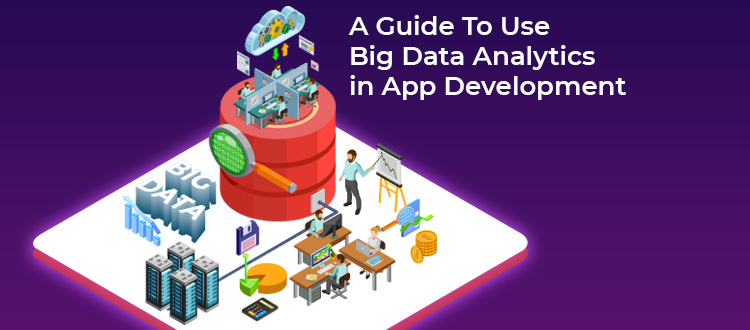 A Guide To Use
Big Data Analytics
in App Development
BIG
DATA